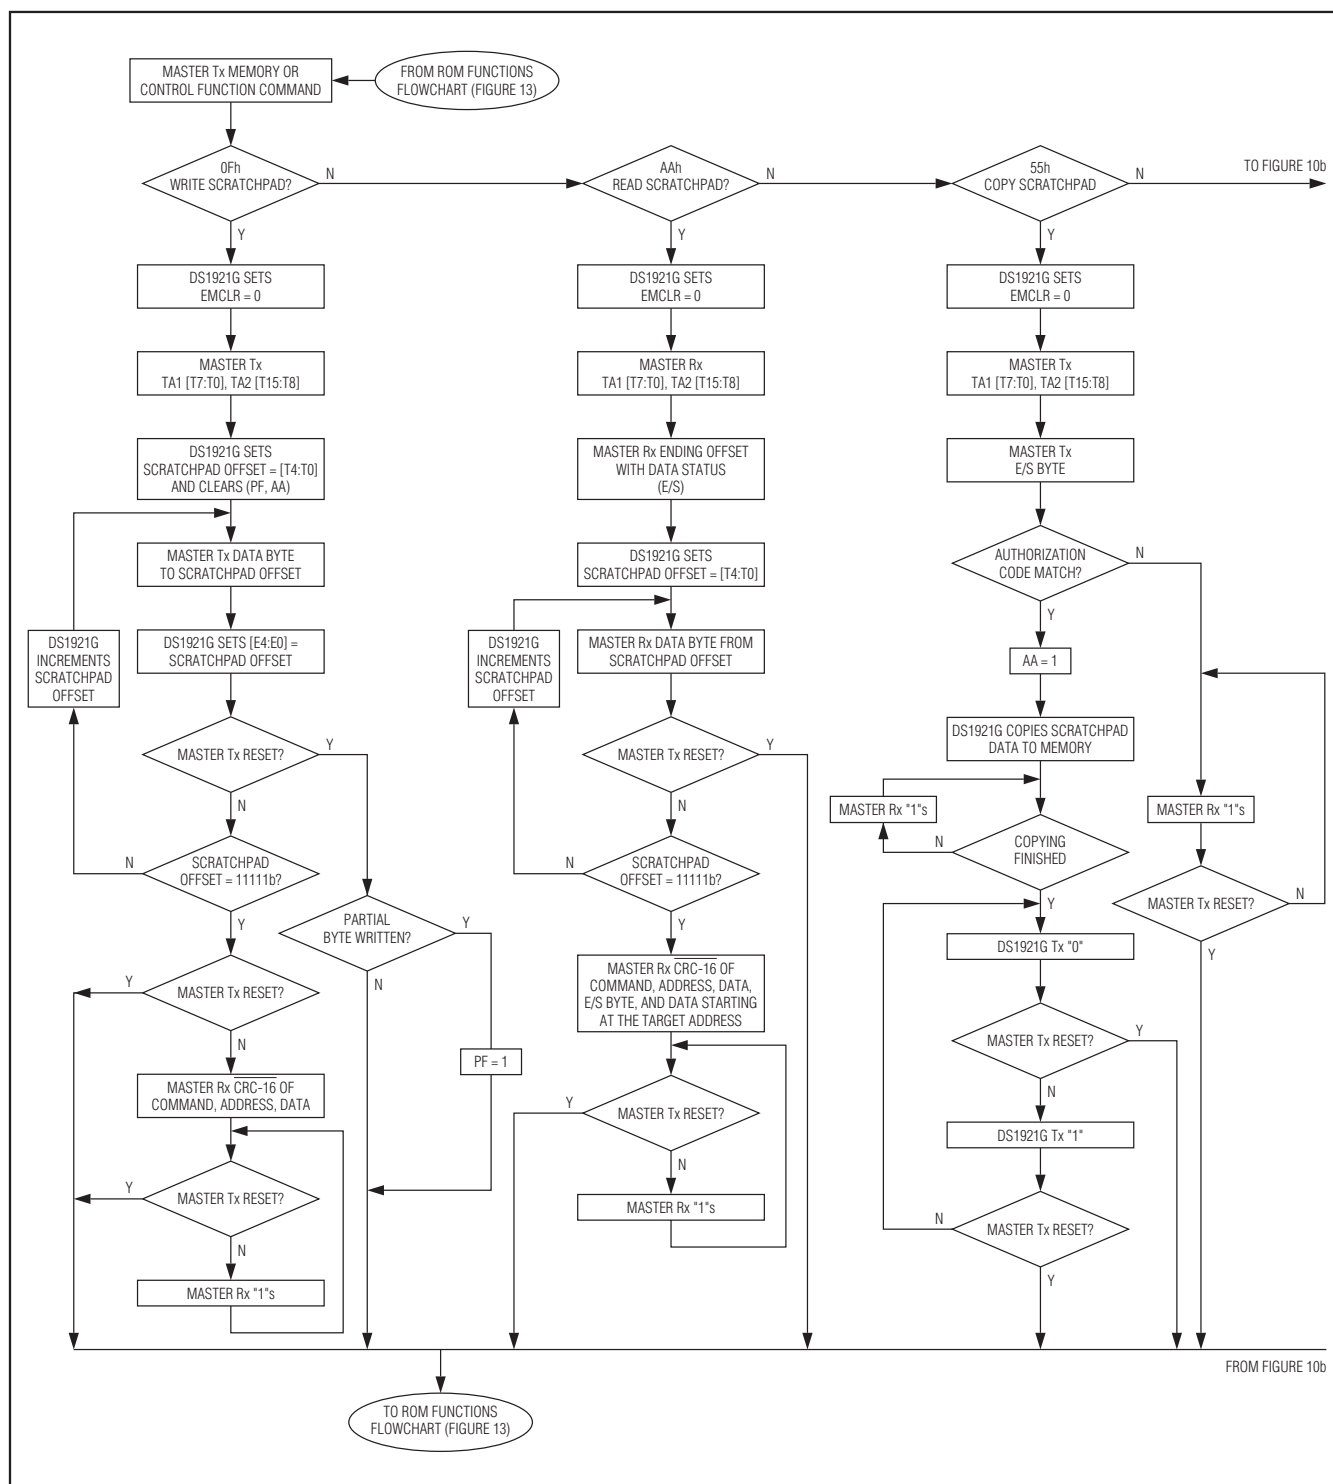 MASTER Tx MEMORY OR
CONTROL FUNCTION COMMAND
FROM ROM FUNCTIONS
FLOWCHART (FIGURE 13)
0Fh
WRITE SCRATCHPAD?
N
Y
AAh
READ SCRATCHPAD?
N
Y
55h
COPY SCRATCHPAD
N
Y
TO FIGURE 10b
DS1921G SETS
EMCLR = 0
MASTER Tx
TA1 [T7:T0], TA2 [T15:T8]
DS1921G SETS
SCRATCHPAD OFFSET = [T4:T0]
AND CLEARS (PF, AA)
MASTER Tx DATA BYTE
TO SCRATCHPAD OFFSET
DS1921G SETS [E4:E0] =
SCRATCHPAD OFFSET
DS1921G
INCREMENTS
SCRATCHPAD
OFFSET
MASTER Tx RESET?
Y
N
SCRATCHPAD
OFFSET = 11111b?
N
Y
PARTIAL
BYTE WRITTEN?
Y
N
PF = 1
MASTER Tx RESET?
Y
N
MASTER Rx CRC-16 OF
COMMAND, ADDRESS, DATA
MASTER Tx RESET?
Y
N
MASTER Rx "1"s
DS1921G SETS
EMCLR = 0
MASTER Rx
TA1 [T7:T0], TA2 [T15:T8]
MASTER Rx ENDING OFFSET
WITH DATA STATUS
(E/S)
DS1921G SETS
SCRATCHPAD OFFSET = [T4:T0]
MASTER Rx DATA BYTE FROM
SCRATCHPAD OFFSET
DS1921G
INCREMENTS
SCRATCHPAD
OFFSET
MASTER Tx RESET?
Y
N
SCRATCHPAD
OFFSET = 11111b?
N
Y
MASTER Rx CRC-16 OF
COMMAND, ADDRESS, DATA,
E/S BYTE, AND DATA STARTING
AT THE TARGET ADDRESS
MASTER Tx RESET?
Y
N
MASTER Rx "1"s
DS1921G SETS
EMCLR = 0
MASTER Tx
TA1 [T7:T0], TA2 [T15:T8]
MASTER Tx
E/S BYTE
AUTHORIZATION
CODE MATCH?
N
Y
AA = 1
DS1921G COPIES SCRATCHPAD
DATA TO MEMORY
MASTER Rx "1"s
COPYING
FINISHED
N
Y
DS1921G Tx "0"
MASTER Tx RESET?
Y
N
DS1921G Tx "1"
MASTER Tx RESET?
N
Y
MASTER Rx "1"s
MASTER Tx RESET?
N
Y
FROM FIGURE 10b
TO ROM FUNCTIONS
FLOWCHART (FIGURE 13)